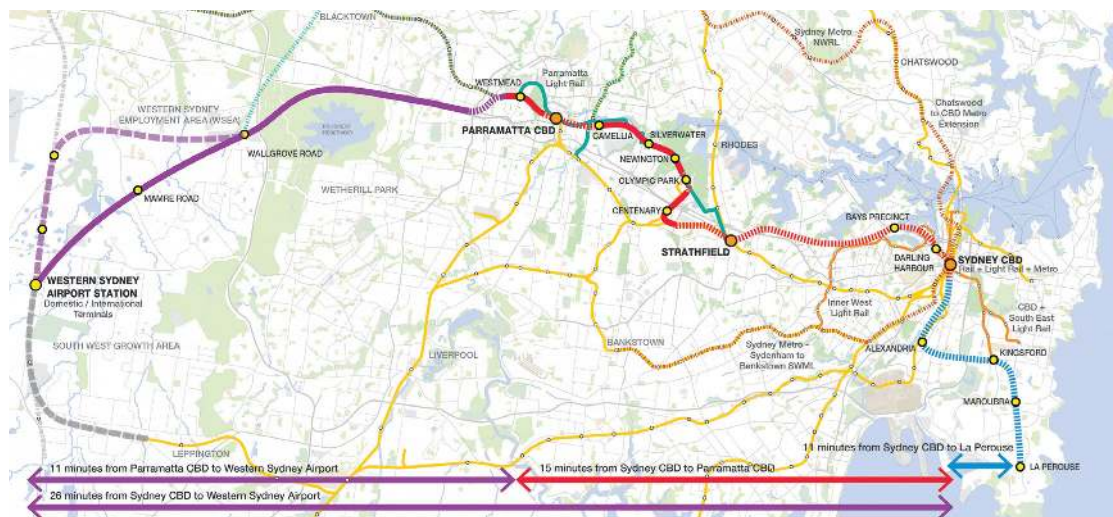 BLACKTOWN
Sydney Metro
NWRL
CHATSWOOD
WESTMEAD
Parramatta
Light Rail
Chatswood
to CBD Metro
Extension
WESTERN SYDNEY
EMPLOYMENT AREA (WSEA)
PARRAMATTA CBD
CAMELLIA
SILVERWATER
WALLGROVE ROAD
NEWINGTON
RHODES
OLYMPIC PARK
WETHERILL PARK
MAMRE ROAD
CENTENARY
BAYS PRECINCT
STRATHFIELD
DARLING
HARBOUR
SYDNEY CBD
Rail + Light Rail + Metro
WESTERN SYDNEY
AIRPORT STATION
Domestic / International
Terminals
Inner West
Light Rail
CBD +
South East
Light Rail
SOUTH WEST GROWTH AREA
LIVERPOOL
BANKSTOWN
Sydney Metro -
Sydenham to
Bankstown SWML
ALEXANDRIA
KINGSFORD
MAROUBRA
LEPPINGTON
11 minutes from Sydney CBD to La Perouse
11 minutes from Parramatta CBD to Western Sydney Airport
15 minutes from Sydney CBD to Parramatta CBD
LA PEROUSE
26 minutes from Sydney CBD to Western Sydney Airport